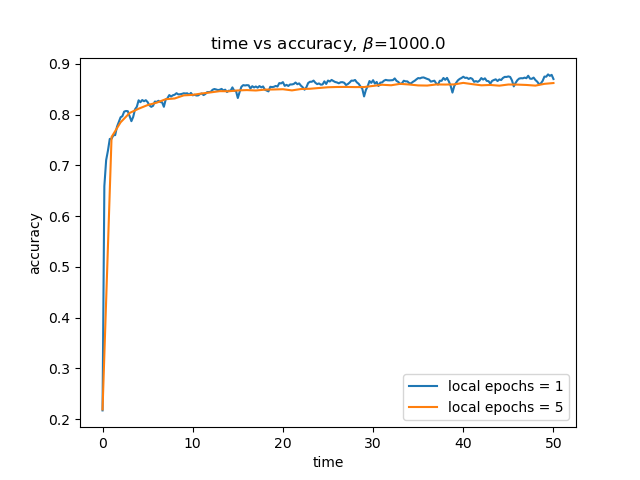 time vs accuracy, β=1000.0
accuracy
0.9
0.8
0.7
0.6
0.5
0.4
0.3
0.2
0 10 20 30 40 50
time
local epochs = 1
local epochs = 5